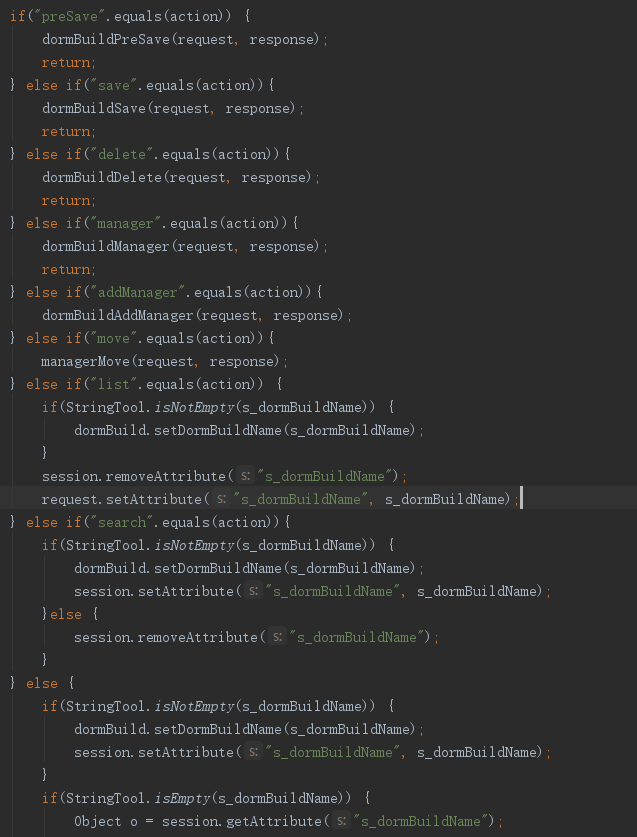 if("preSave".equals(action)) {
    dormBuildPreSave(request, response);
    return;
} else if("save".equals(action)){
    dormBuildSave(request, response);
    return;
} else if("delete".equals(action)){
    dormBuildDelete(request, response);
    return;
} else if("manager".equals(action)){
    dormBuildManager(request, response);
    return;
} else if("addManager".equals(action)){
    dormBuildAddManager(request, response);
} else if("move".equals(action)){
    managerMove(request, response);
} else if("list".equals(action)) {
    if(StringTool.isNotEmpty(s_dormBuildName)) {
        dormBuild.setDormBuildName(s_dormBuildName);
    }
    session.removeAttribute( s: "s_dormBuildName");
    request.setAttribute( s: "s_dormBuildName", s_dormBuildName);
} else if("search".equals(action)){
    if(StringTool.isNotEmpty(s_dormBuildName)) {
        dormBuild.setDormBuildName(s_dormBuildName);
        session.setAttribute( s: "s_dormBuildName", s_dormBuildName);
    }else {
        session.removeAttribute( s: "s_dormBuildName");
    }
} else {
    if(StringTool.isNotEmpty(s_dormBuildName)) {
        dormBuild.setDormBuildName(s_dormBuildName);
        session.setAttribute( s: "s_dormBuildName", s_dormBuildName);
    }
    if(StringTool.isEmpty(s_dormBuildName)) {
        Object o = session.getAttribute( s: "s_dormBuildName");